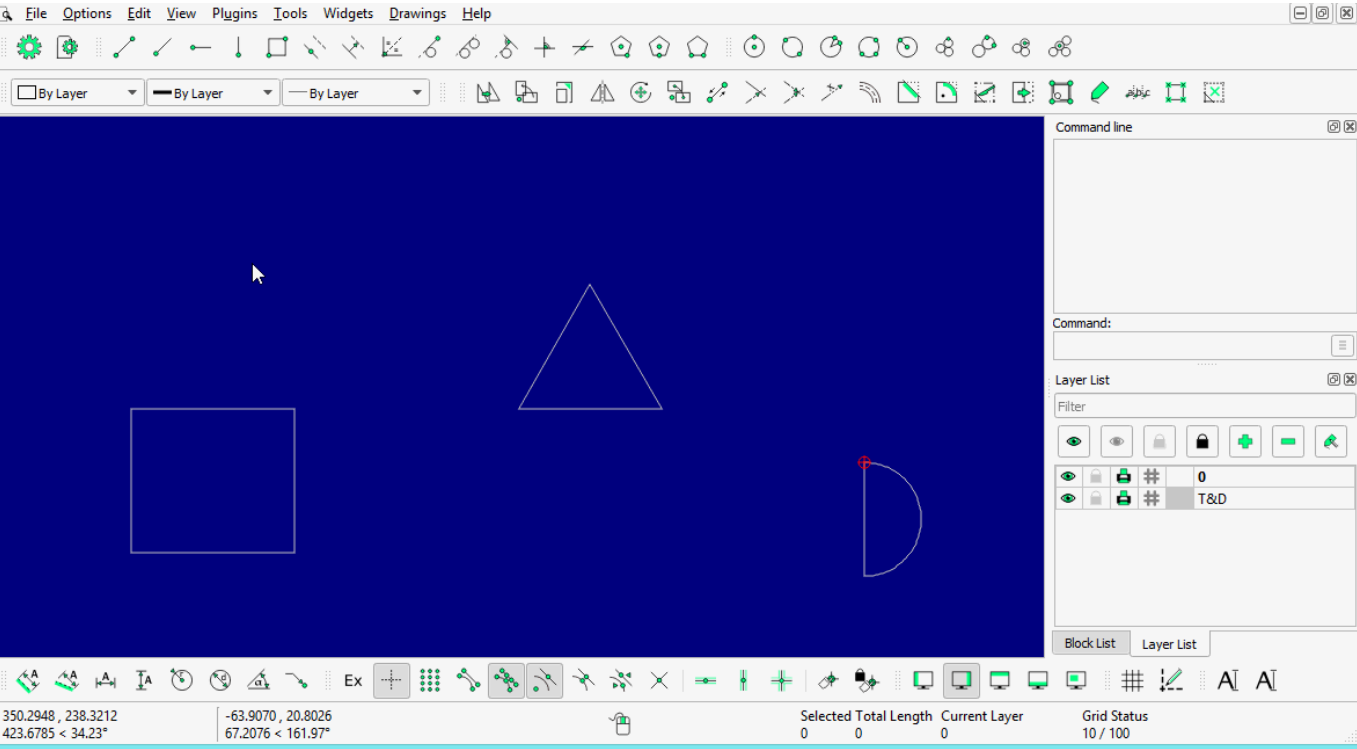 File Options Edit View Plugins Tools Widgets Drawings Help
By Layer By Layer By Layer
Command line
Command:
Layer List
Filter
0
T&D
Block List Layer List
Ex
350.2948 , 238.3212 -63.9070 , 20.8026 Selected Total Length Current Layer Grid Status
423.6785 < 34.23° 67.2076 < 161.97° 0 0 0 10 / 100